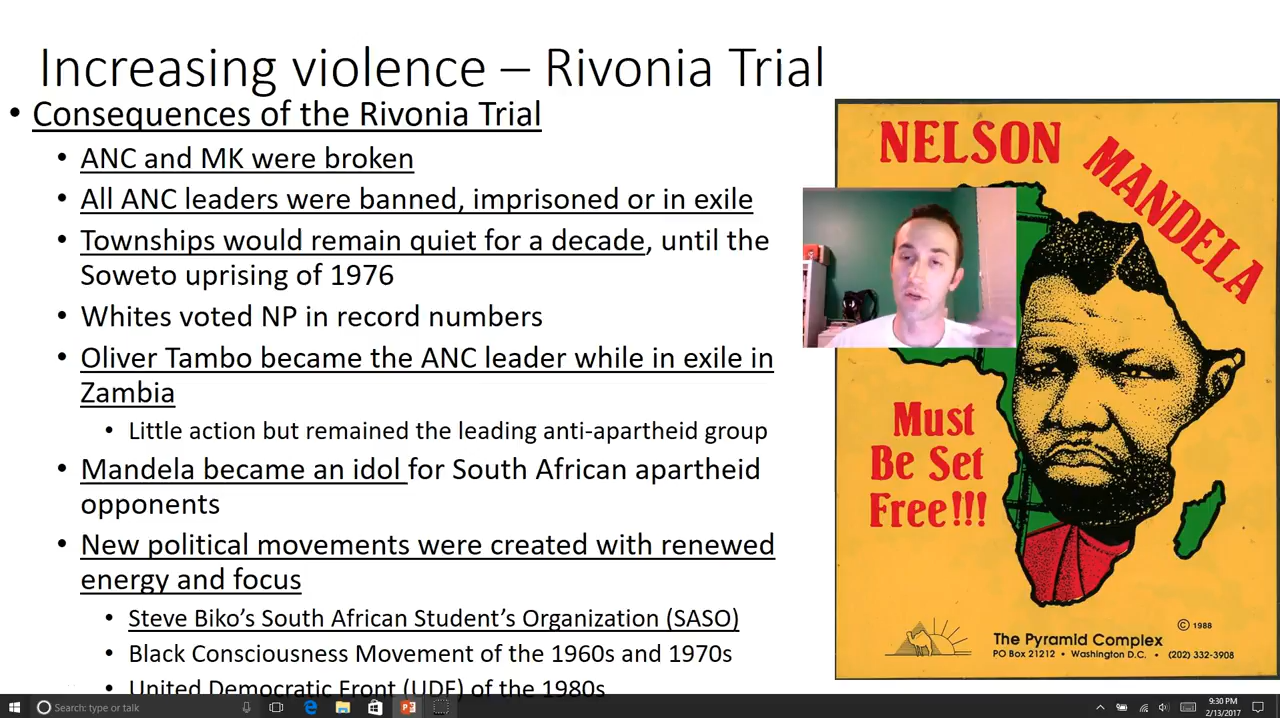 Increasing violence – Rivonia Trial
• Consequences of the Rivonia Trial
• ANC and MK were broken
• All ANC leaders were banned, imprisoned or in exile
• Townships would remain quiet for a decade, until the
Soweto uprising of 1976
• Whites voted NP in record numbers
• Oliver Tambo became the ANC leader while in exile in
Zambia
• Little action but remained the leading anti-apartheid group
• Mandela became an idol for South African apartheid
opponents
• New political movements were created with renewed
energy and focus
• Steve Biko’s South African Student’s Organization (SASO)
• Black Consciousness Movement of the 1960s and 1970s
• United Democratic Front (UDF) of the 1980s
NELSON
MANDELA
Must
Be Set
Free!!!
© 1988
The Pyramid Complex
PO Box 21212 • Washington D.C. • (202) 332-3908
Search: type or talk
9:30 PM
2/13/2017